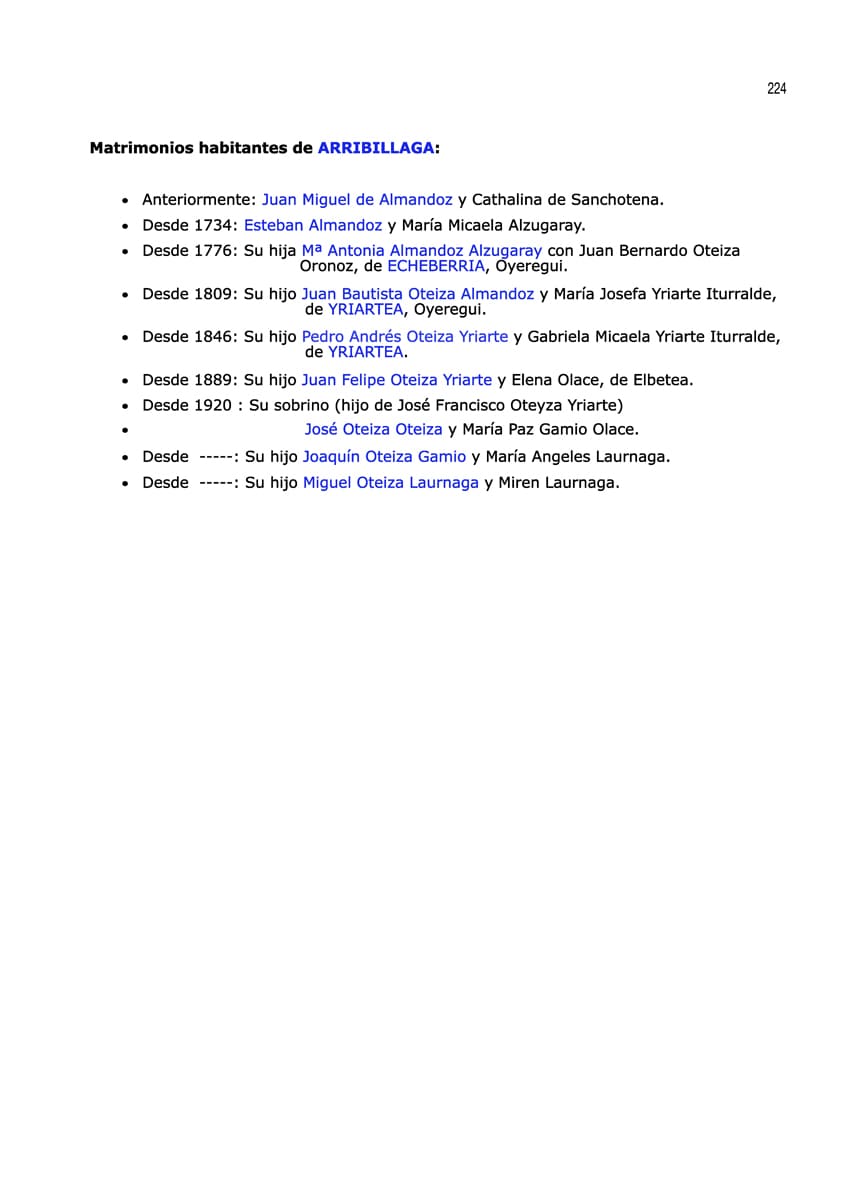 224
Matrimonios habitantes de ARRIBILLAGA:
• Anteriormente: Juan Miguel de Almandoz y Cathalina de Sanchotena.
• Desde 1734: Esteban Almandoz y María Micaela Alzugaray.
• Desde 1776: Su hija Mª Antonia Almandoz Alzugaray con Juan Bernardo Oteiza
Oronoz, de ECHEBERRIA, Oyeregui.
• Desde 1809: Su hijo Juan Bautista Oteiza Almandoz y María Josefa Yriarte Iturralde,
de YRIARTEA, Oyeregui.
• Desde 1846: Su hijo Pedro Andrés Oteiza Yriarte y Gabriela Micaela Yriarte Iturralde,
de YRIARTEA.
• Desde 1889: Su hijo Juan Felipe Oteiza Yriarte y Elena Olace, de Elbetea.
• Desde 1920 : Su sobrino (hijo de José Francisco Oteyza Yriarte)
• José Oteiza Oteiza y María Paz Gamio Olace.
• Desde -----: Su hijo Joaquín Oteiza Gamio y María Angeles Laurnaga.
• Desde -----: Su hijo Miguel Oteiza Laurnaga y Miren Laurnaga.